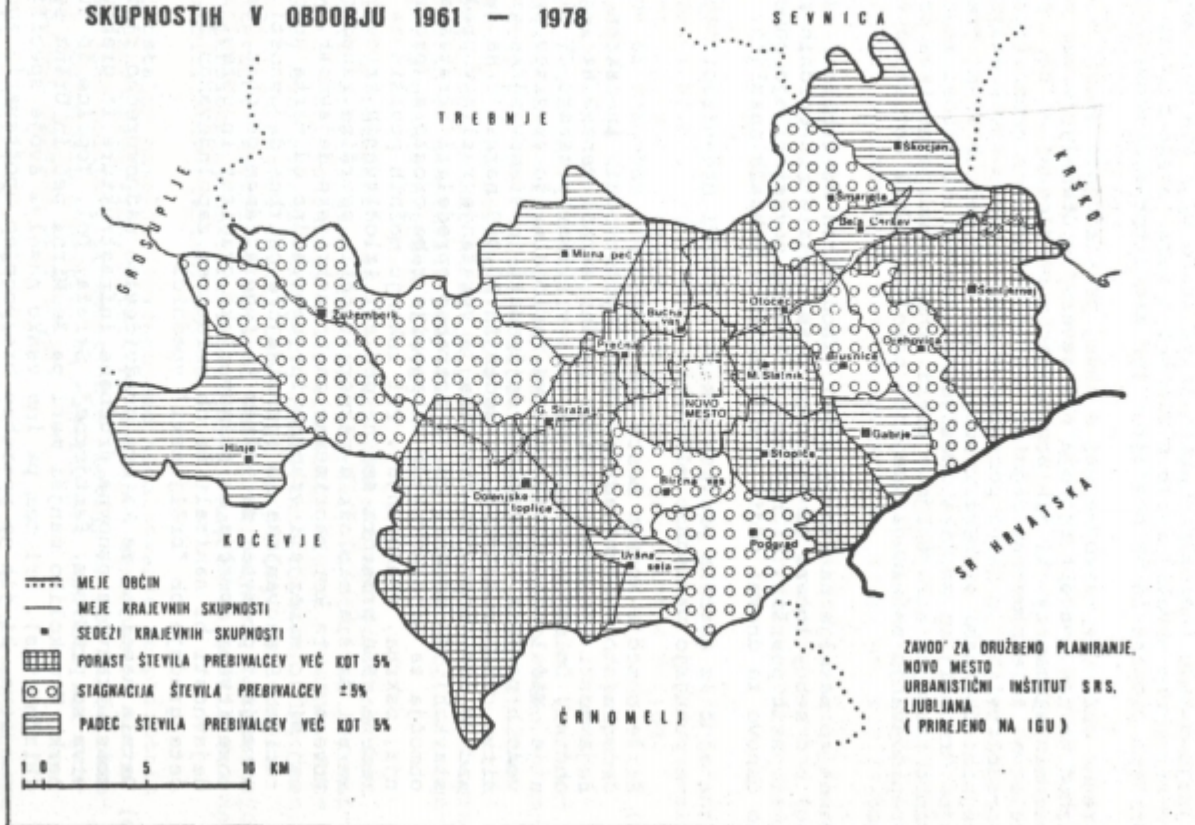 SKUPNOSTIH V OBDOBJU 1961 — 1978
SEVNICA
TREBNJE
KRŠKO
GROSUPLJE
Škocjan
Šmarjeta
Bela Cerkev
Mirna peč
Šentjernej
Otočec
Žužemberk
Bučna vas
Prečna
Orehovica
V. Brusnice
M. Slatnik
NOVO MESTO
G. Straža
Gabrje
Stopiče
Hinje
Birčna vas
Dolenjske toplice
Podgrad
Uršna sela
KOČEVJE
SR HRVATSKA
ČRNOMELJ
MEJE OBČIN
MEJE KRAJEVNIH SKUPNOSTI
SEDEŽI KRAJEVNIH SKUPNOSTI
PORAST ŠTEVILA PREBIVALCEV VEČ KOT 5%
STAGNACIJA ŠTEVILA PREBIVALCEV ±5%
PADEC ŠTEVILA PREBIVALCEV VEČ KOT 5%
1 0 5 10 KM
ZAVOD ZA DRUŽBENO PLANIRANJE,
NOVO MESTO
URBANISTIČNI INŠTITUT SRS,
LJUBLJANA
( PRIREJENO NA IGU )